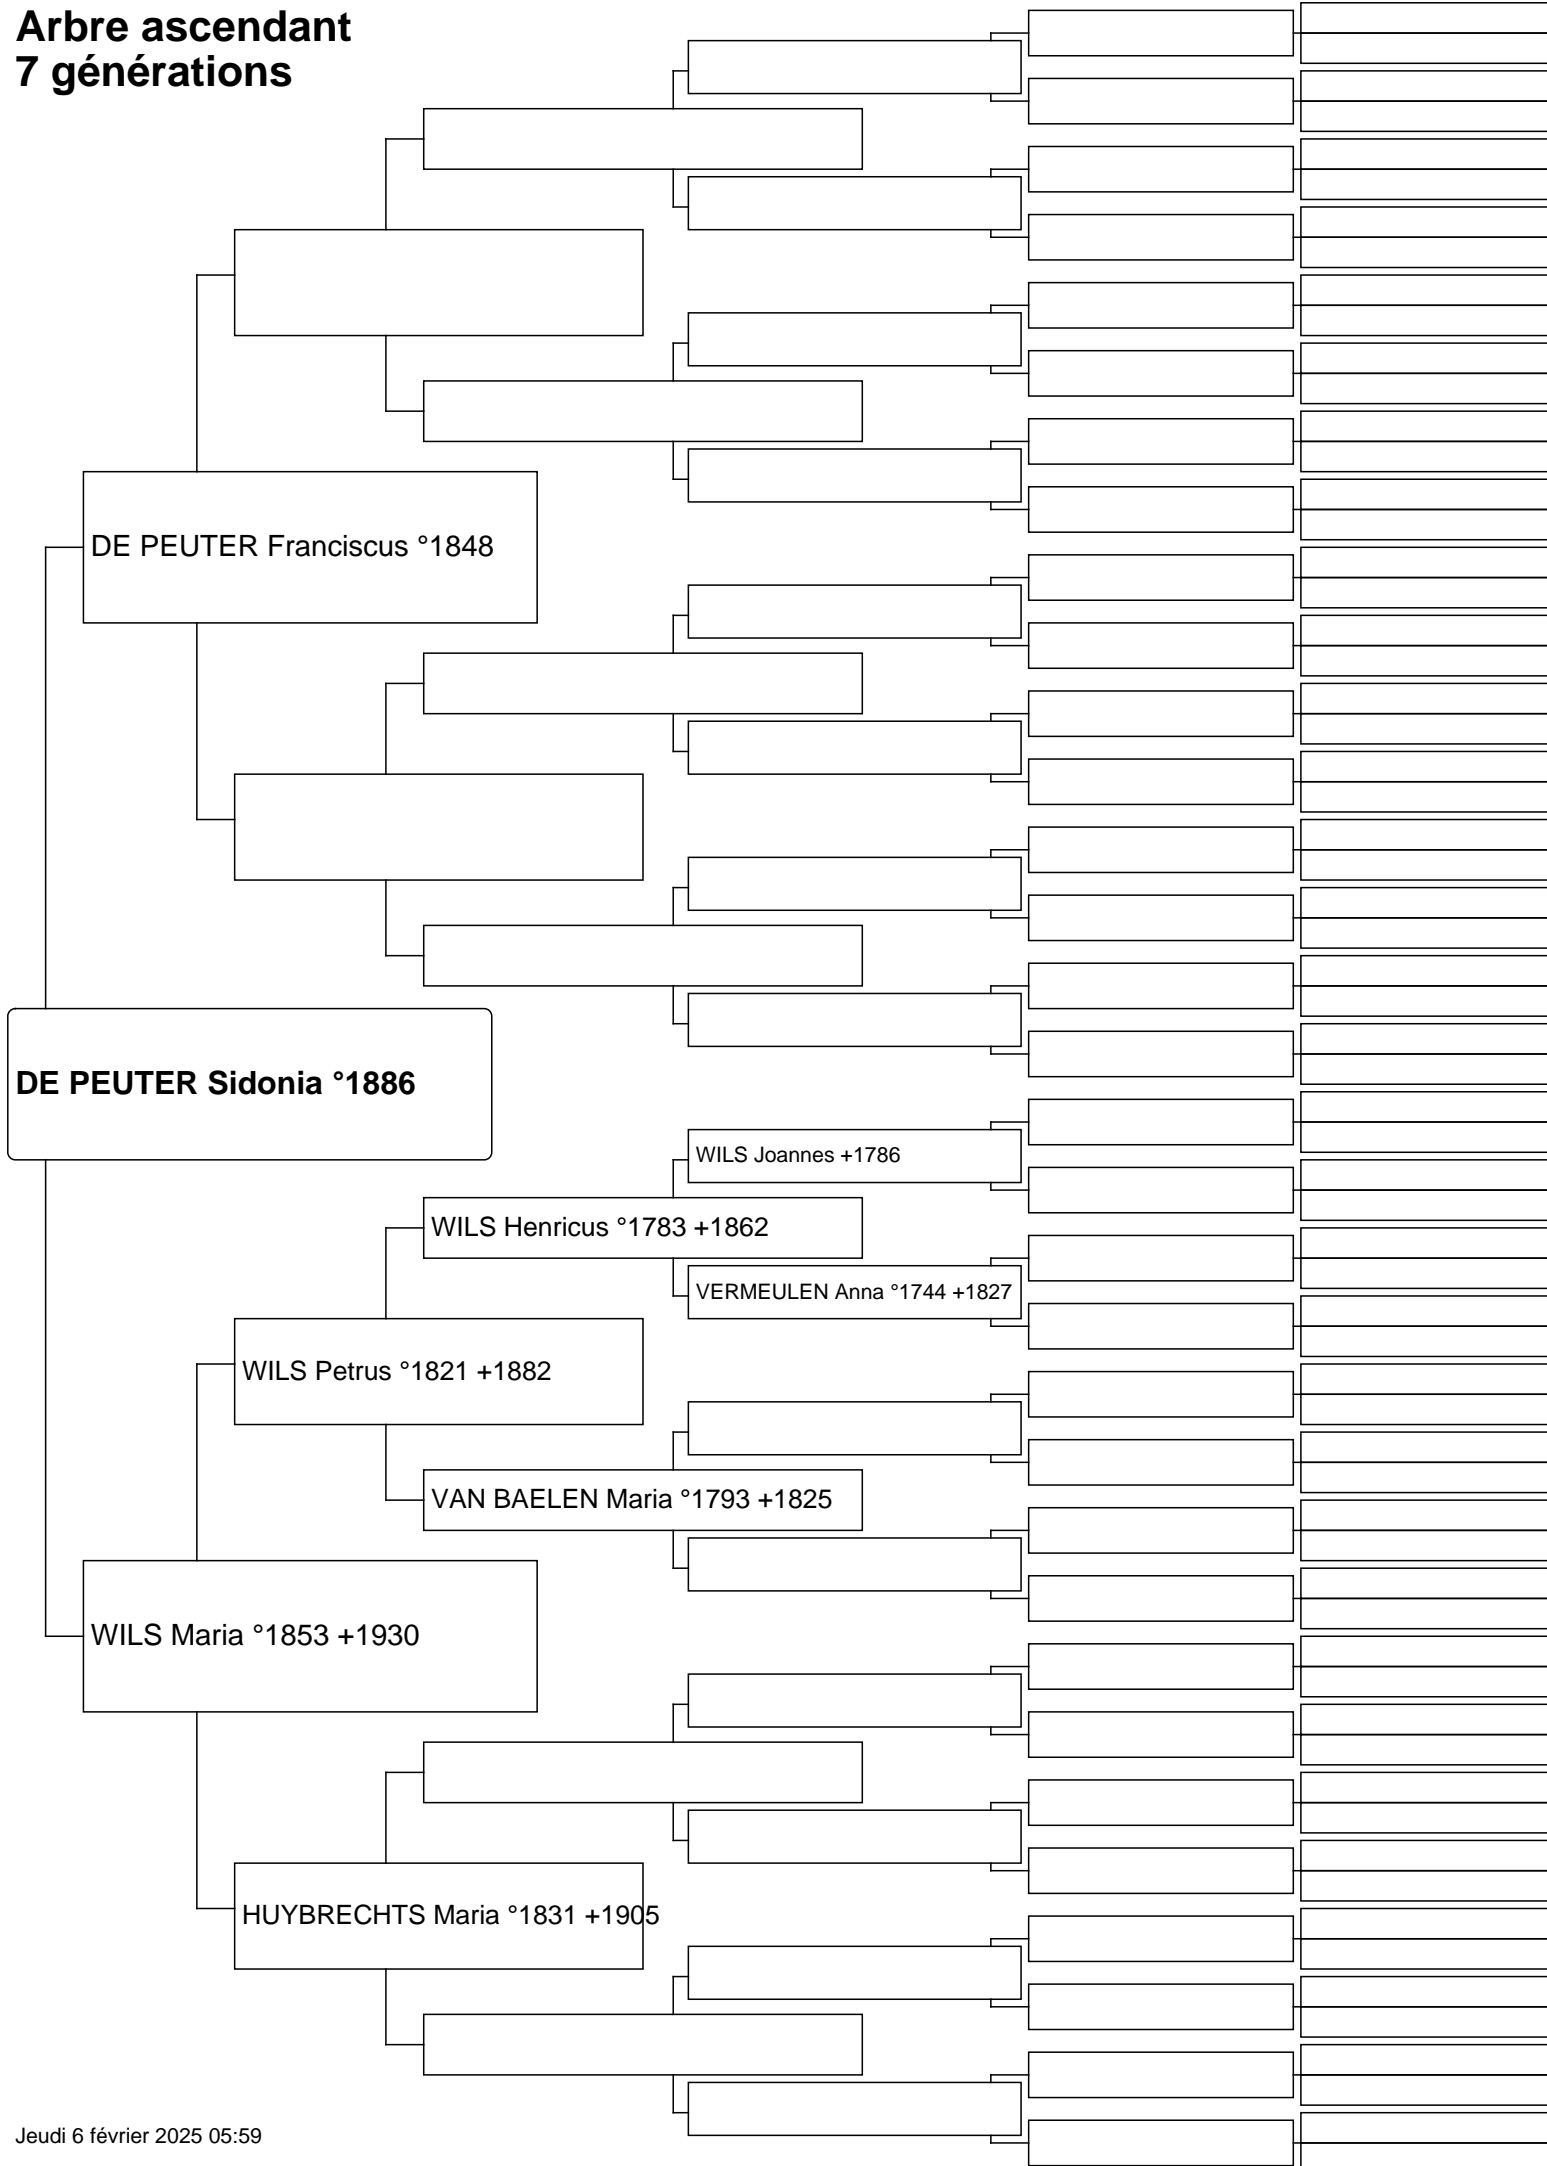 Arbre ascendant
7 générations
DE PEUTER Franciscus °1848
DE PEUTER Sidonia °1886
WILS Joannes +1786
WILS Henricus °1783 +1862
VERMEULEN Anna °1744 +1827
WILS Petrus °1821 +1882
VAN BAELEN Maria °1793 +1825
WILS Maria °1853 +1930
HUYBRECHTS Maria °1831 +1905
Jeudi 6 février 2025 05:59